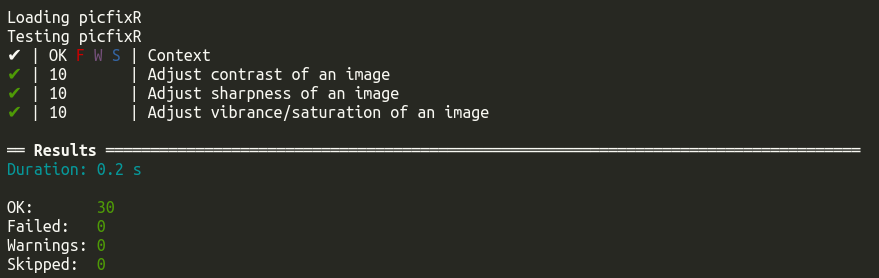 Loading picfixR
Testing picfixR
✔ | OK F W S | Context
✔ | 10       | Adjust contrast of an image
✔ | 10       | Adjust sharpness of an image
✔ | 10       | Adjust vibrance/saturation of an image
══ Results ════════════════════════════════════════════════════════════════════════════════════
Duration: 0.2 s
OK:       30
Failed:   0
Warnings: 0
Skipped:  0